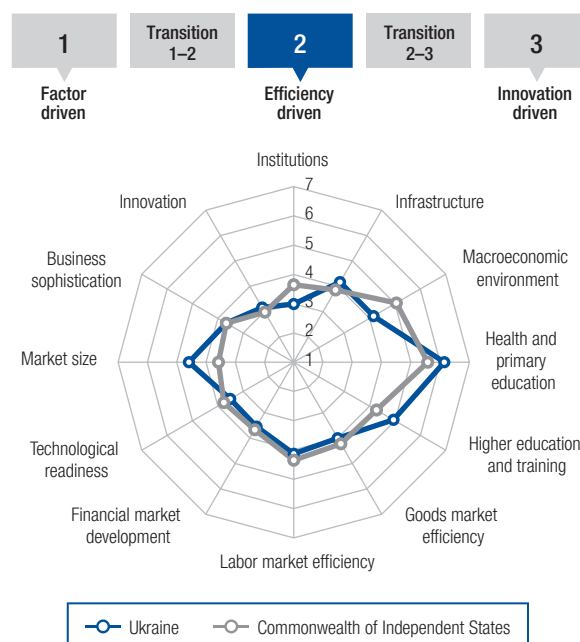 1
Transition
1–2
2
Transition
2–3
3
Factor
driven
Efficiency
driven
Innovation
driven
Institutions
7
6
5
4
3
2
1
Infrastructure
Macroeconomic
environment
Health and
primary
education
Higher education
and training
Goods market
efficiency
Labor market efficiency
Financial market
development
Technological
readiness
Market size
Business
sophistication
Innovation
Ukraine
Commonwealth of Independent States